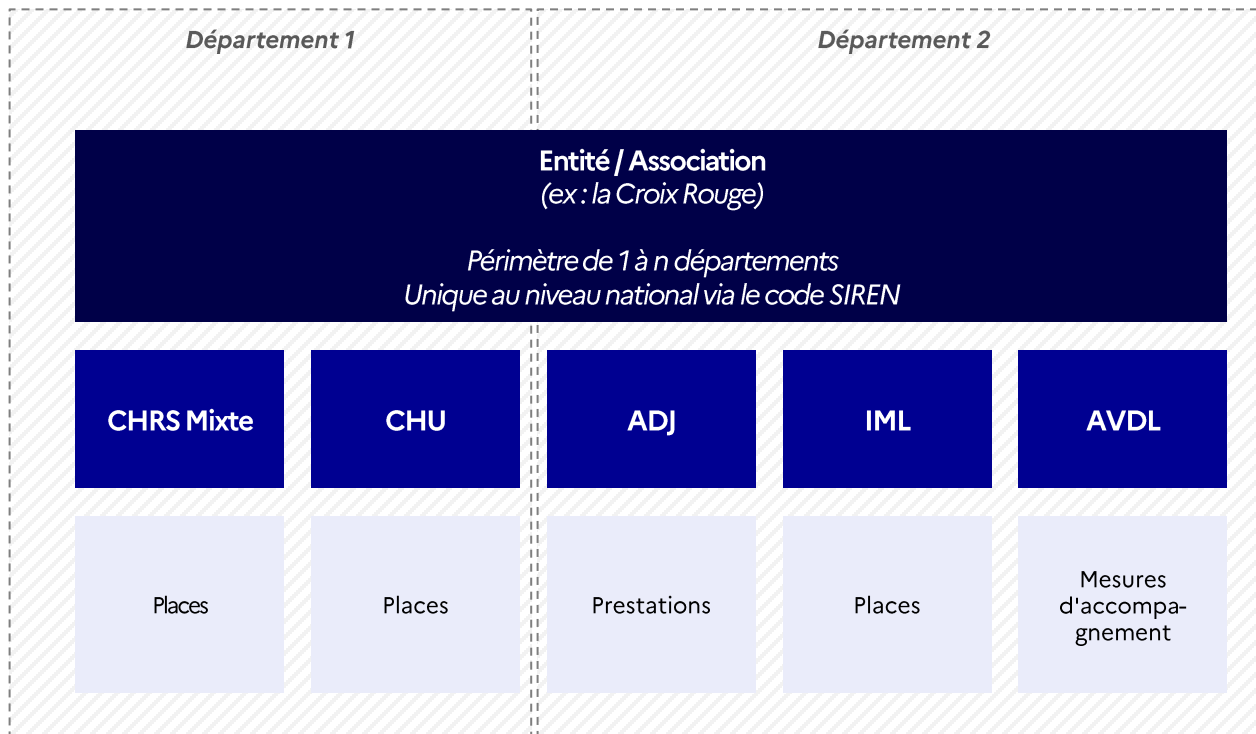 Département 1
Département 2
Entité / Association
(ex : la Croix Rouge)
Périmètre de 1 à n départements
Unique au niveau national via le code SIREN
CHRS Mixte
CHU
ADJ
IML
AVDL
Places
Places
Prestations
Places
Mesures
d'accompa-
gnement